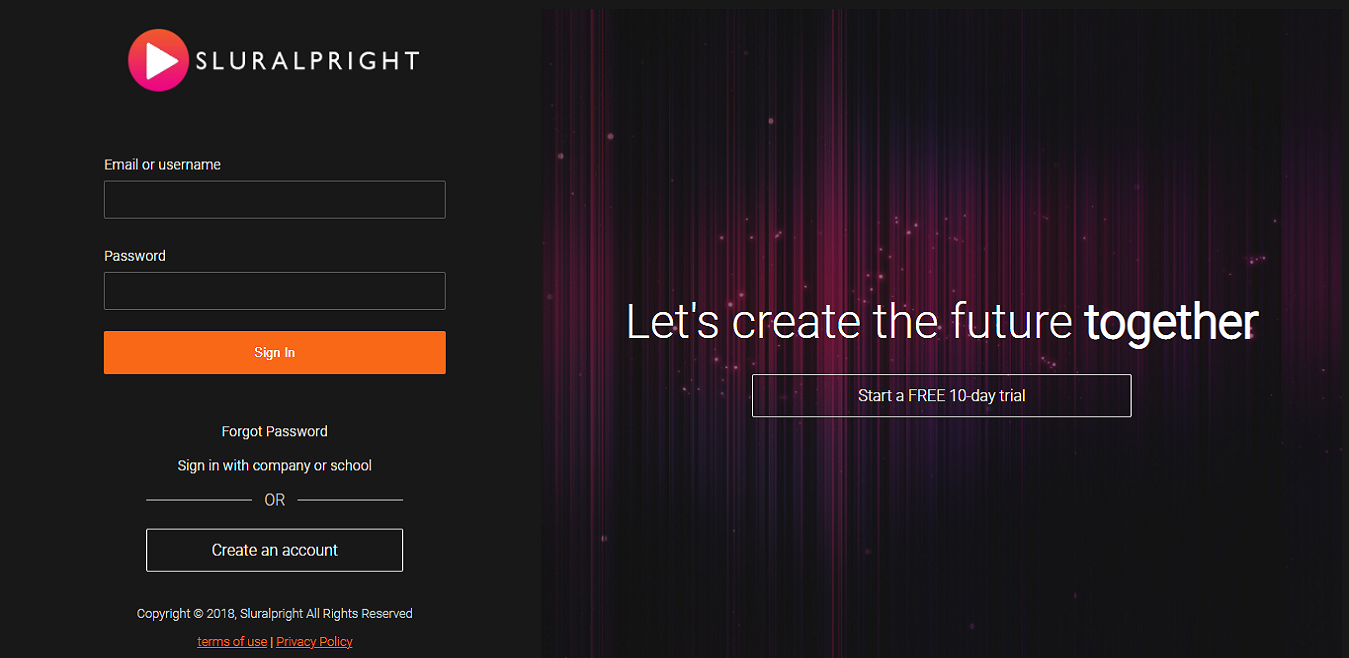 SLURALPRIGHT
Email or username
Password
Sign In
Forgot Password
Sign in with company or school
OR
Create an account
Copyright © 2018, Sluralpright All Rights Reserved
terms of use | Privacy Policy
Let's create the future together
Start a FREE 10-day trial